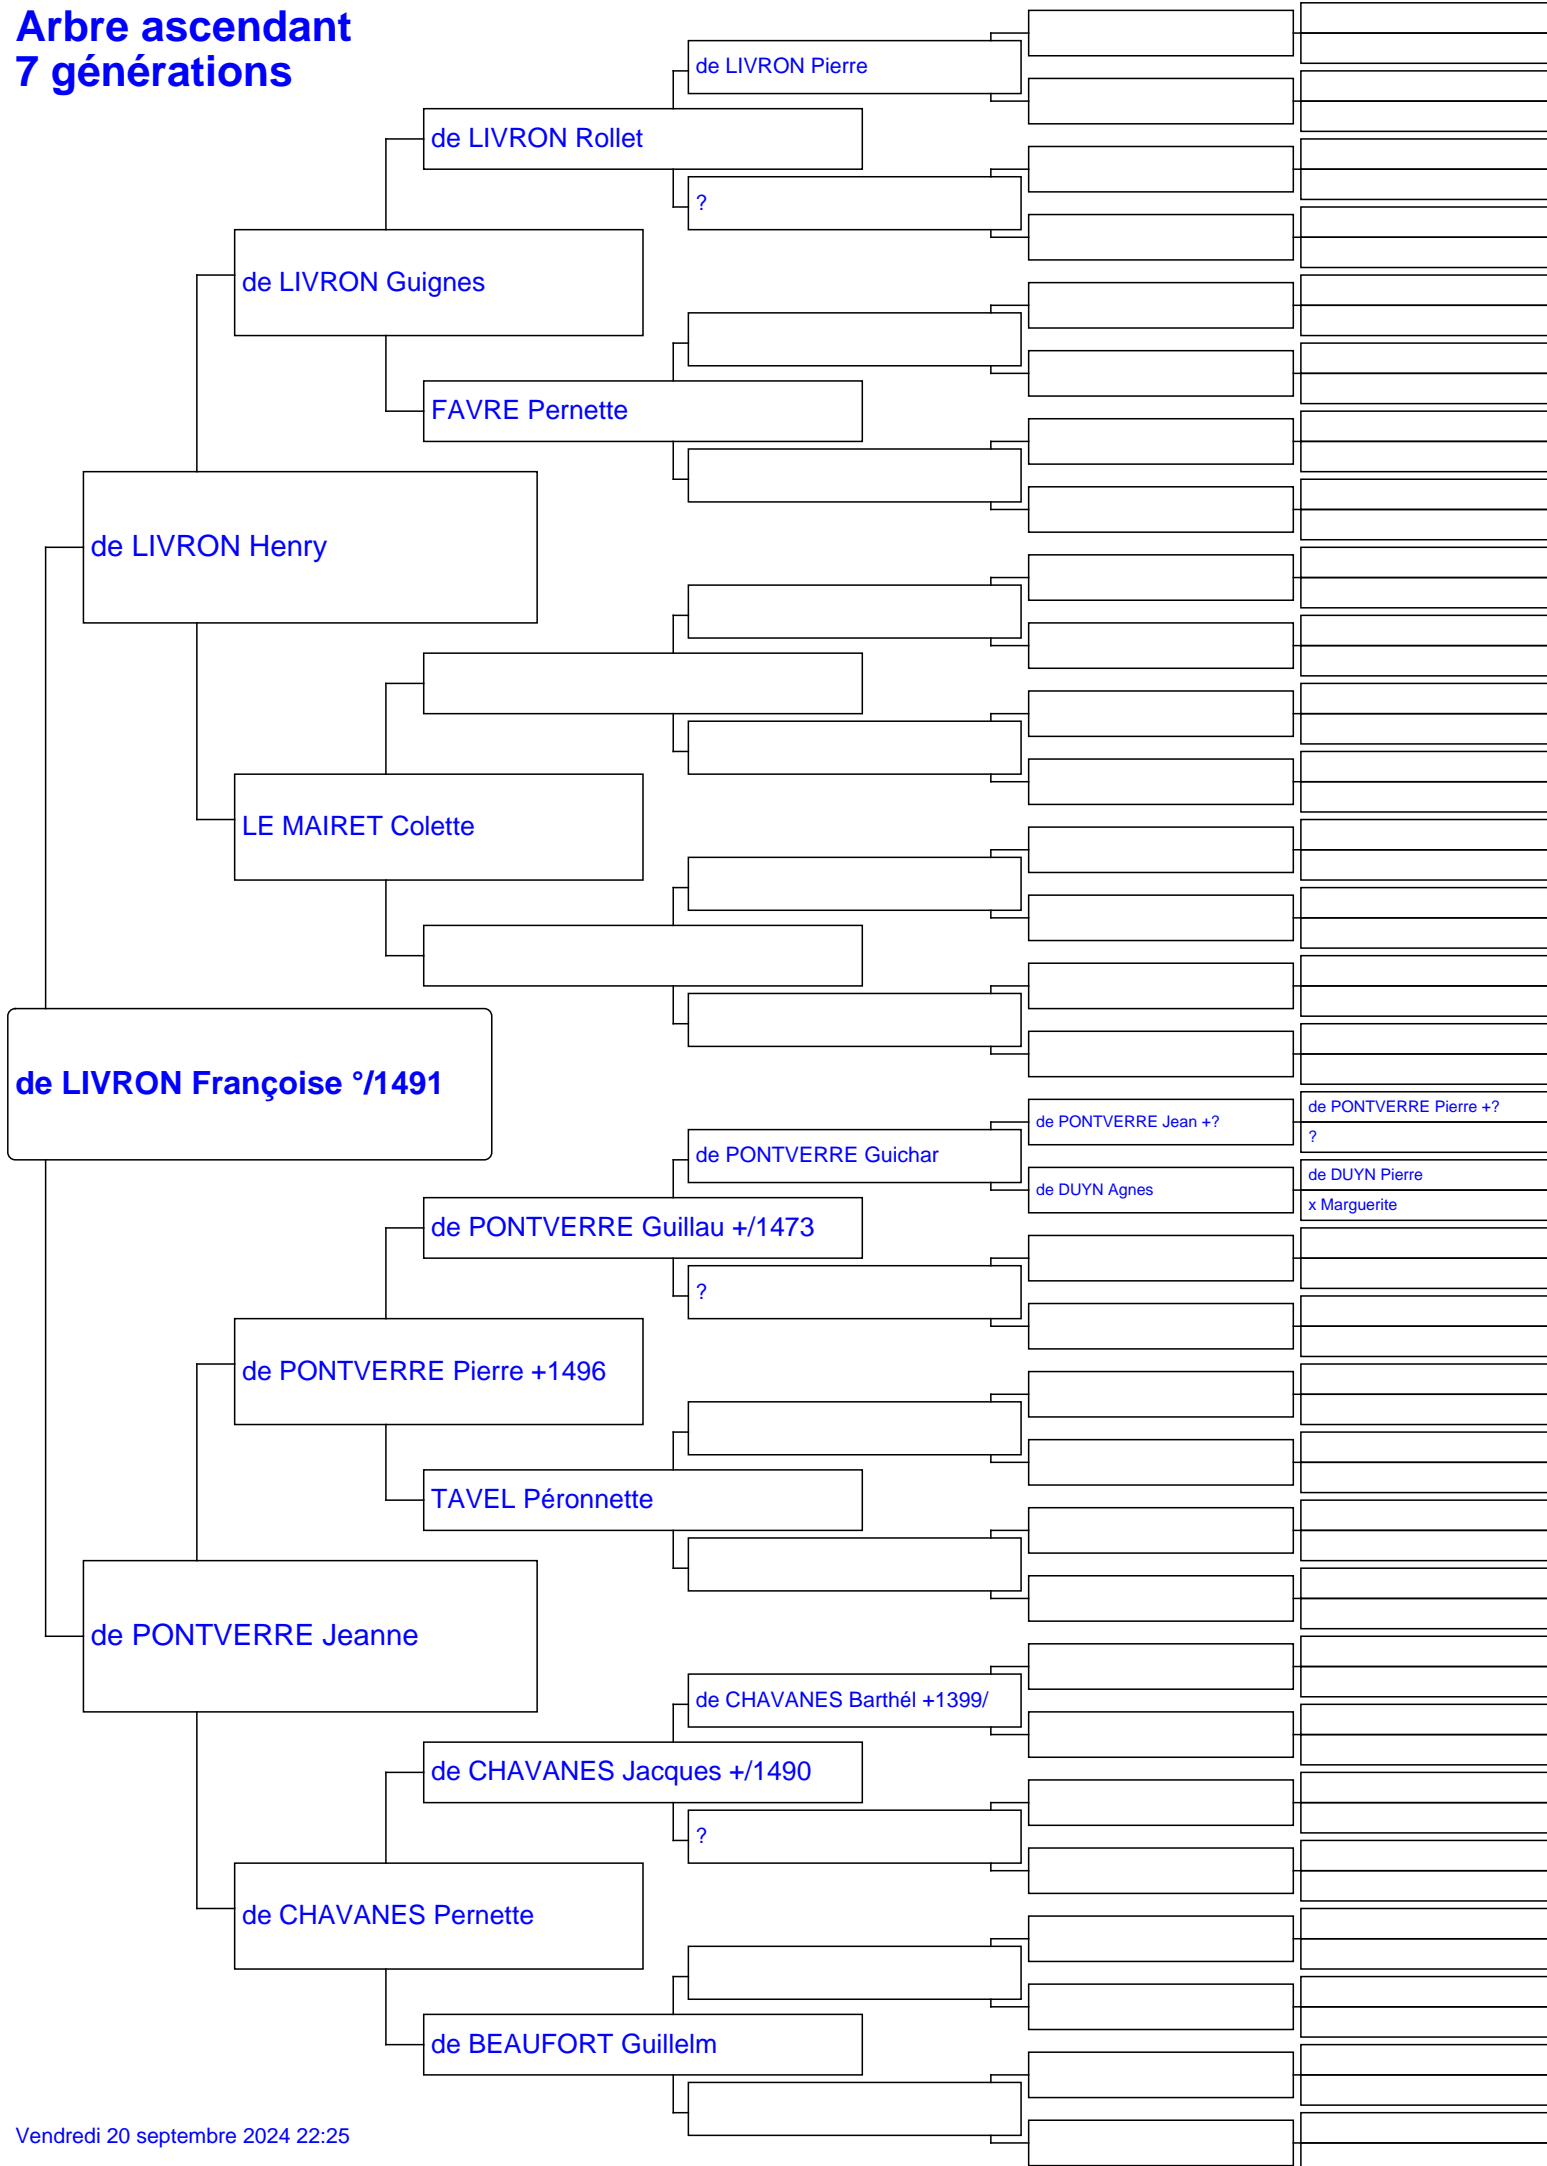 Arbre ascendant
7 générations
de LIVRON Pierre
de LIVRON Rollet
?
de LIVRON Guignes
FAVRE Pernette
de LIVRON Henry
LE MAIRET Colette
de LIVRON Françoise °/1491
de PONTVERRE Pierre +?
de PONTVERRE Jean +?
?
de PONTVERRE Guichar
de DUYN Pierre
de DUYN Agnes
x Marguerite
de PONTVERRE Guillau +/1473
?
de PONTVERRE Pierre +1496
TAVEL Péronnette
de PONTVERRE Jeanne
de CHAVANES Barthél +1399/
de CHAVANES Jacques +/1490
?
de CHAVANES Pernette
de BEAUFORT Guillelm
Vendredi 20 septembre 2024 22:25